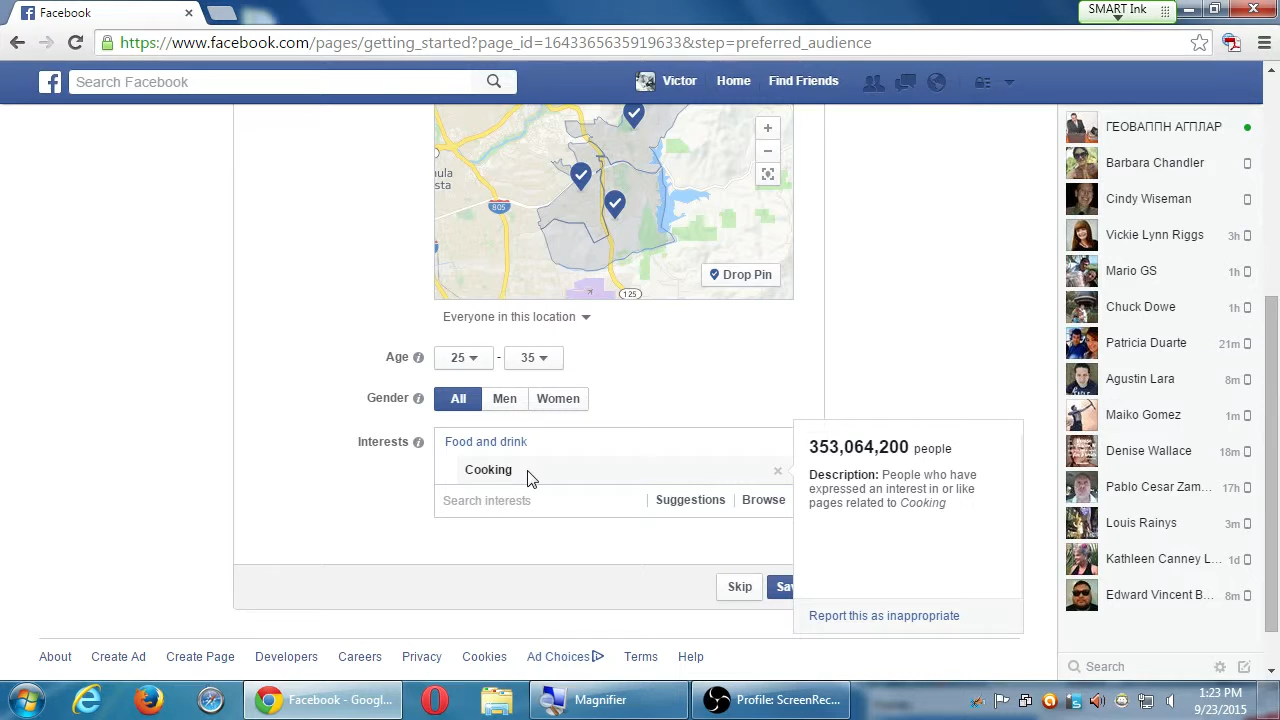 Facebook
SMART Ink
https://www.facebook.com/pages/getting_started?page_id=1643365635919633&step=preferred_audience
Search Facebook
Victor
Home
Find Friends
805
125
Drop Pin
Everyone in this location
Age
25
-
35
Gender
All
Men
Women
Interests
Food and drink
Cooking
Search interests
Suggestions
Browse
353,064,200 people
Description: People who have
expressed an interest in or like
pages related to Cooking
Report this as inappropriate
Skip
About
Create Ad
Create Page
Developers
Careers
Privacy
Cookies
Ad Choices
Terms
Help
ГЕОВАППН АГПЛАР
Barbara Chandler
Cindy Wiseman
Vickie Lynn Riggs 3h
Mario GS 1h
Chuck Dowe 1h
Patricia Duarte 21m
Agustin Lara 8m
Maiko Gomez 1m
Denise Wallace 18m
Pablo Cesar Zam... 17h
Louis Rainys 3m
Kathleen Canney L... 1d
Edward Vincent B... 8m
Search
Facebook - Googl...
Magnifier
Profile: ScreenRec...
1:23 PM
9/23/2015